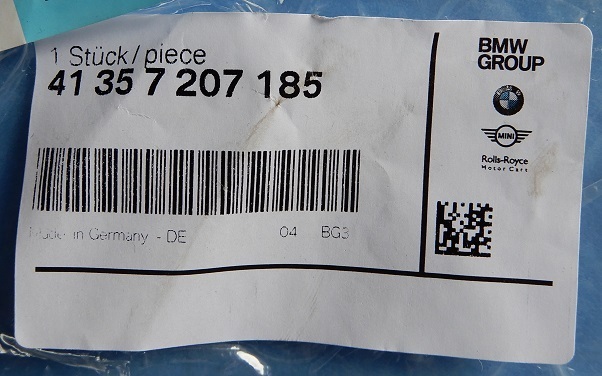 1 Stück/piece
41 35 7 207 185
Made in Germany - DE 04 BG3
BMW
GROUP
MINI
Rolls-Royce
Motor Cars